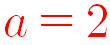 a = 2